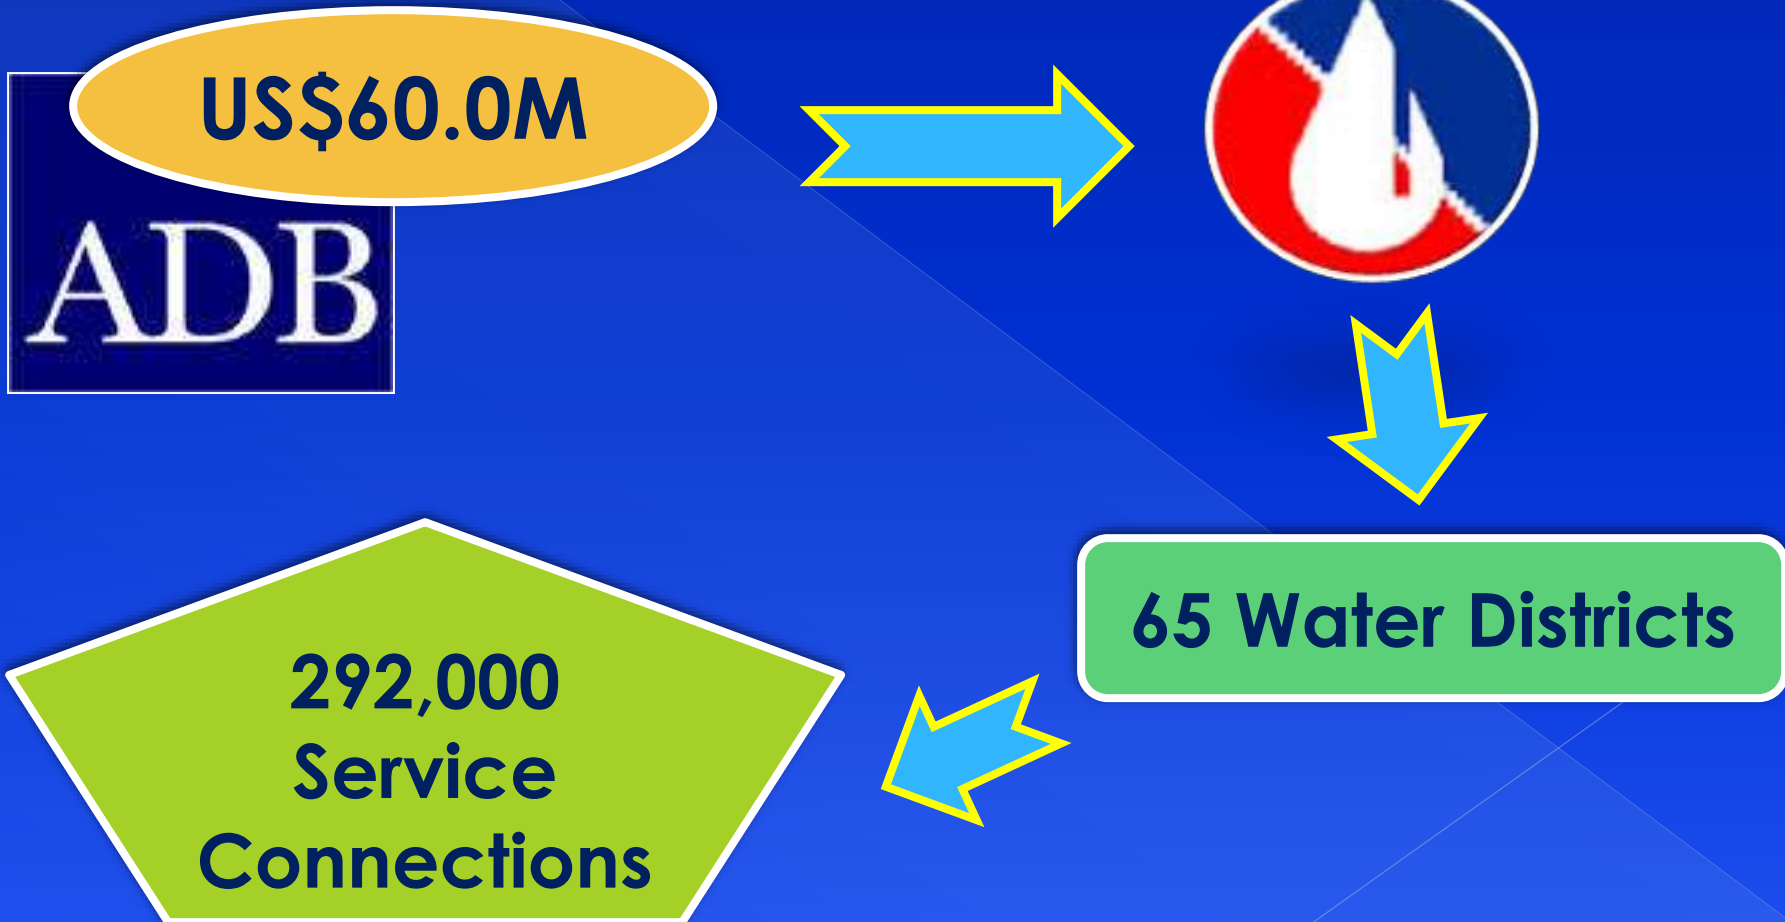 US$60.0M
ADB
65 Water Districts
292,000
Service
Connections